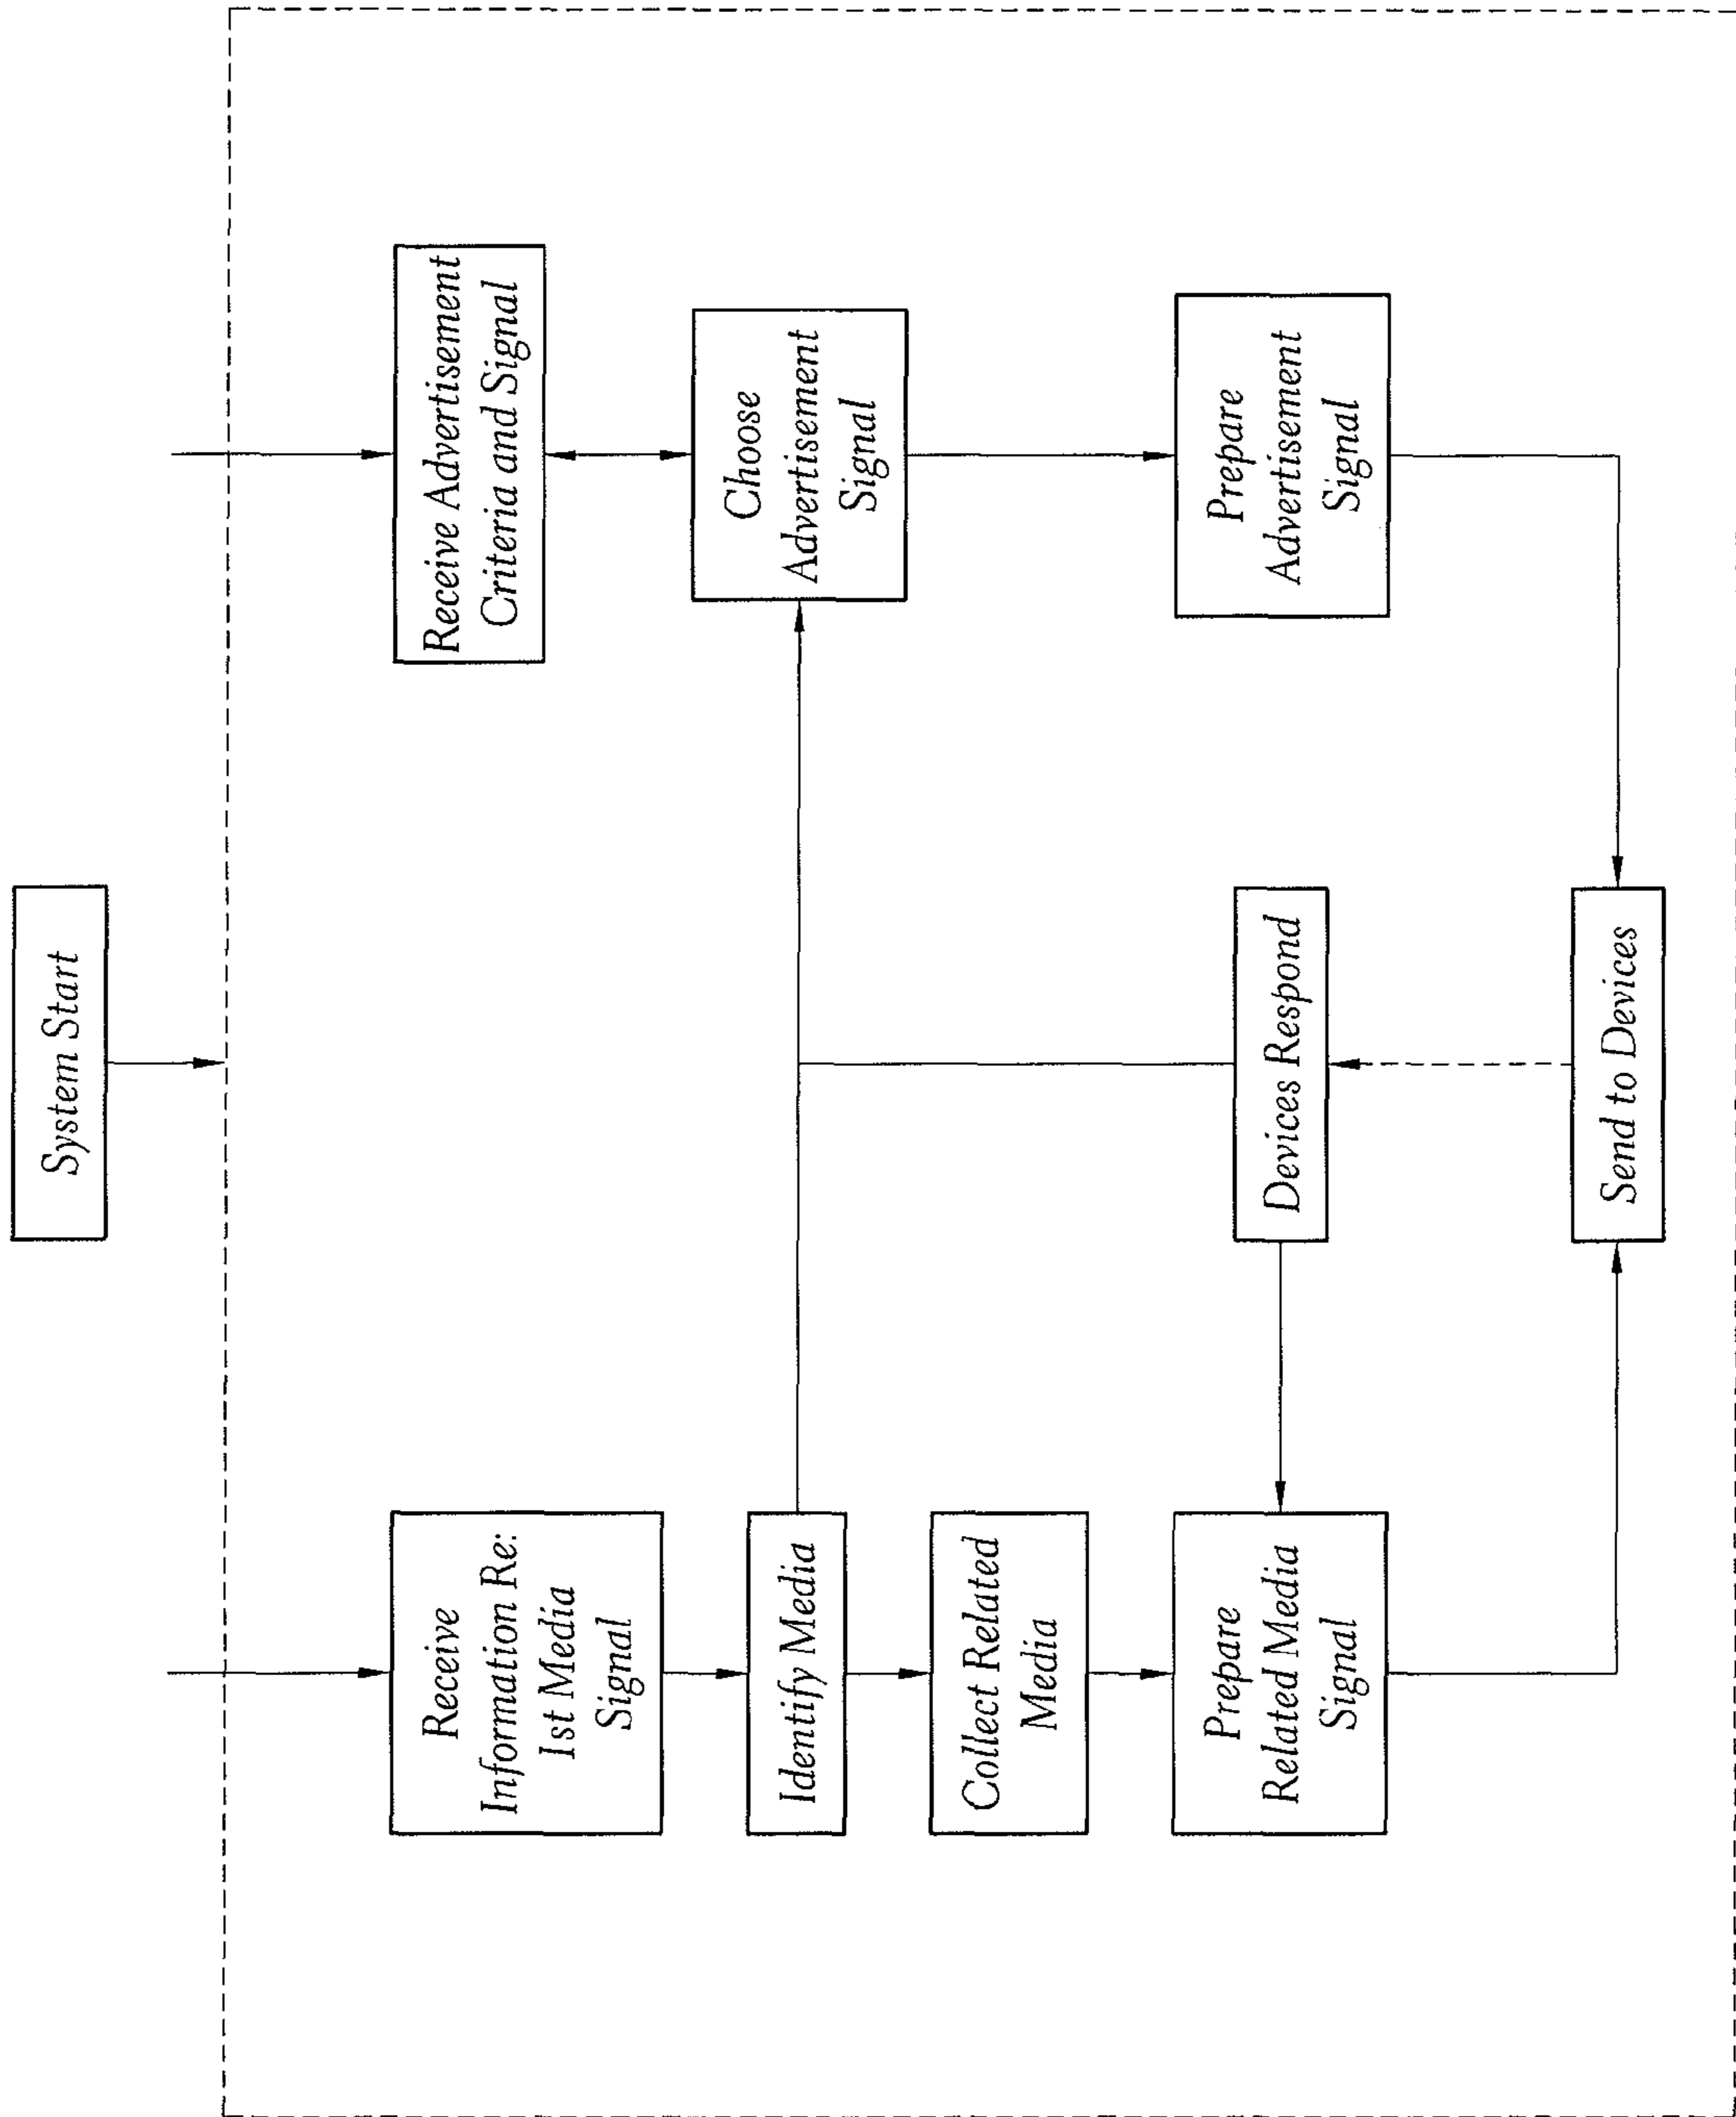 System Start
Receive
Information Re:
1st Media
Signal
Identify Media
Collect Related
Media
Prepare
Related Media
Signal
Devices Respond
Send to Devices
Receive Advertisement
Criteria and Signal
Choose
Advertisement
Signal
Prepare
Advertisement
Signal